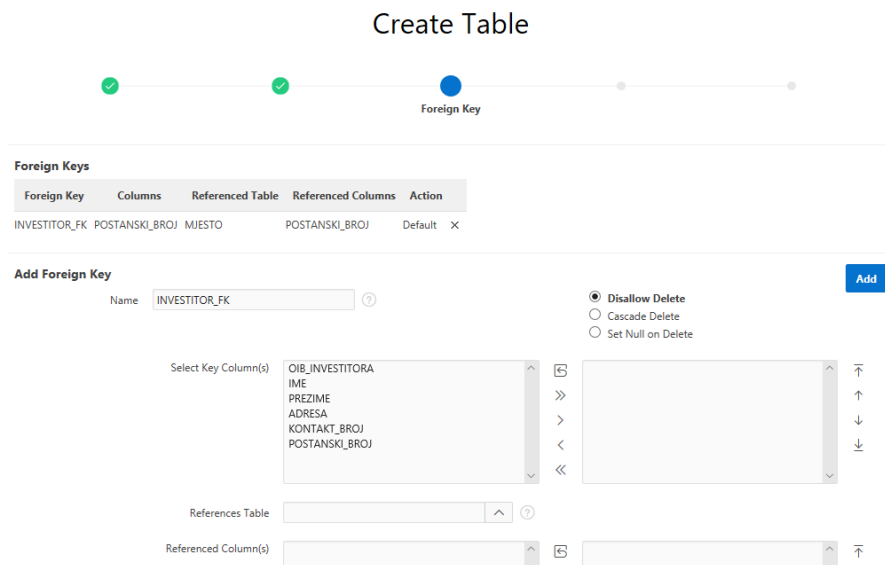 Create Table
Foreign Key
Foreign Keys
Foreign Key Columns Referenced Table Referenced Columns Action
INVESTITOR_FK POSTANSKI_BROJ MJESTO POSTANSKI_BROJ Default
Add Foreign Key
Add
Name INVESTITOR_FK
Disallow Delete
Cascade Delete
Set Null on Delete
Select Key Column(s)
OIB_INVESTITORA
IME
PREZIME
ADRESA
KONTAKT_BROJ
POSTANSKI_BROJ
References Table
Referenced Column(s)